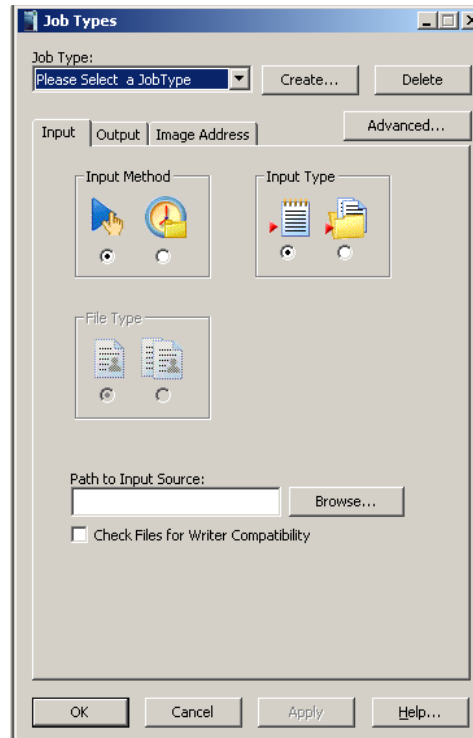 Job Types
Job Type:
Please Select a JobType
Create...
Delete
Advanced...
Input
Output
Image Address
Input Method
Input Type
File Type
Path to Input Source:
Browse...
Check Files for Writer Compatibility
OK
Cancel
Apply
Help...